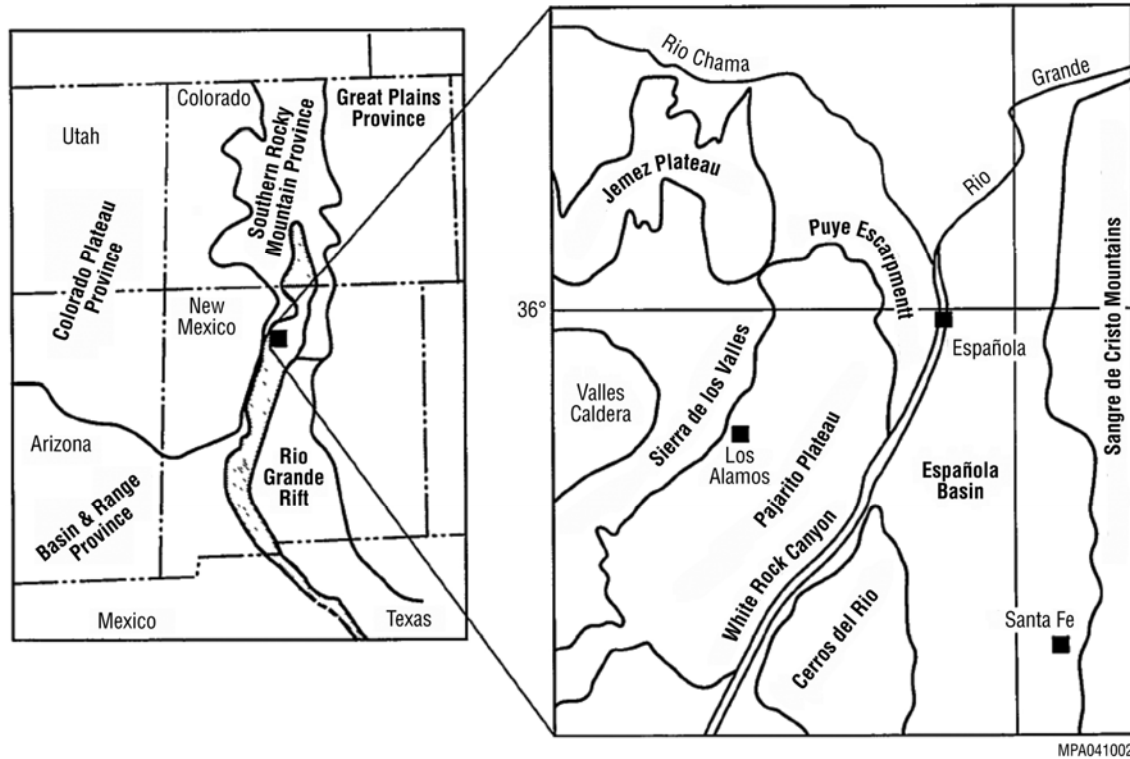 Colorado
Great Plains
Province
Utah
Southern Rocky
Mountain Province
Colorado Plateau
Province
New
Mexico
Arizona
Rio
Grande
Rift
Basin & Range
Province
Mexico
Texas
Rio Chama
Grande
Rio
Jemez Plateau
Puye Escarpmentt
Sangre de Cristo Mountains
36°
Española
Valles
Caldera
Sierra de los Valles
Los
Alamos
Pajarito Plateau
Española
Basin
White Rock Canyon
Cerros del Rio
Santa Fe
MPA041002